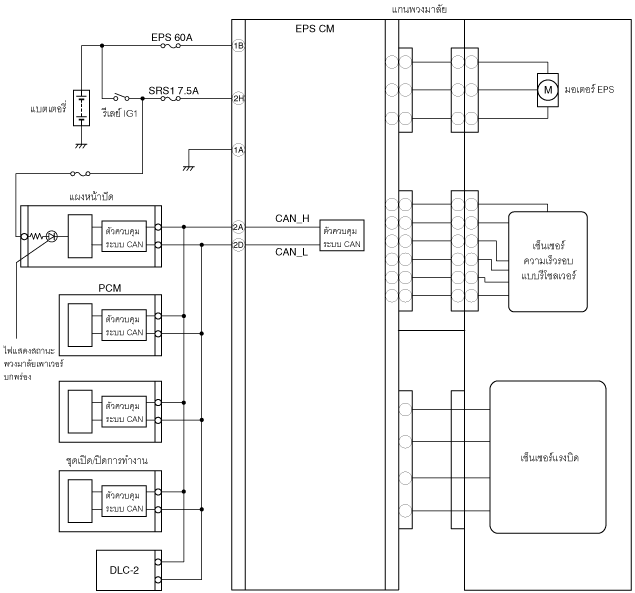 แกนพวงมาลัย
EPS CM
EPS 60A
1B
SRS1 7.5A
2H
แบตเตอรี่
รีเลย์ IG1
M
มอเตอร์ EPS
1A
แผงหน้าปัด
ตัวควบคุม
ระบบ CAN
2A
CAN_H
2D
CAN_L
ตัวควบคุม
ระบบ CAN
เซ็นเซอร์
ความเร็วรอบ
แบบรีโซลเวอร์
PCM
ตัวควบคุม
ระบบ CAN
ไฟแสดงสถานะ
พวงมาลัยเพาเวอร์
บกพร่อง
ตัวควบคุม
ระบบ CAN
เซ็นเซอร์แรงบิด
ชุดเปิด/ปิดการทำงาน
ตัวควบคุม
ระบบ CAN
DLC-2